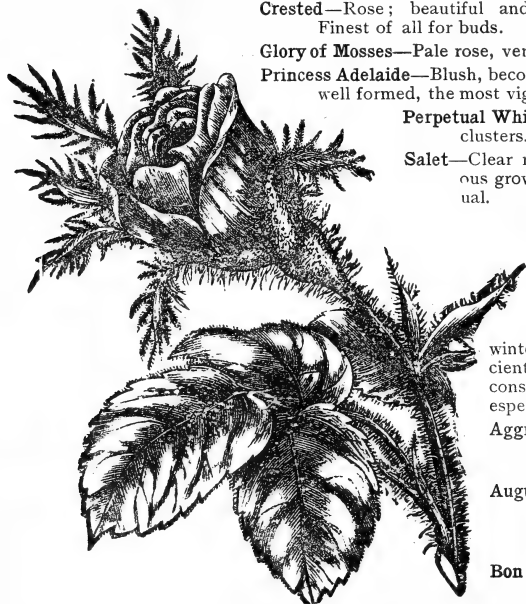 Crested—Rose; beautiful and
Finest of all for buds.
Glory of Mosses—Pale rose, ver
Princess Adelaide—Blush, beco
well formed, the most vig
Perpetual Whi
clusters.
Salet—Clear r
ous grow
ual.
winte
cient
cons
espe
Aggr
Augu
Bon